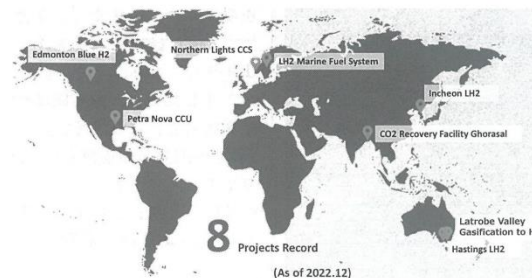 Northern Lights CCS
Edmonton Blue H2
LH2 Marine Fuel System
Incheon LH2
Petra Nova CCU
CO2 Recovery Facility Ghorasal
8 Projects Record
Latrobe Valley
Gasification to H
Hastings LH2
(As of 2022.12)